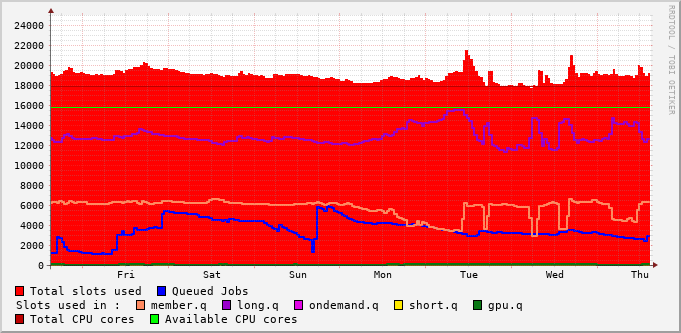 RRDTOOL / TOBI OETIKER
24000
22000
20000
18000
16000
14000
12000
10000
8000
6000
4000
2000
0
Fri Sat Sun Mon Tue Wed Thu
Total slots used Queued Jobs
Slots used in : member.q long.q ondemand.q short.q gpu.q
Total CPU cores Available CPU cores